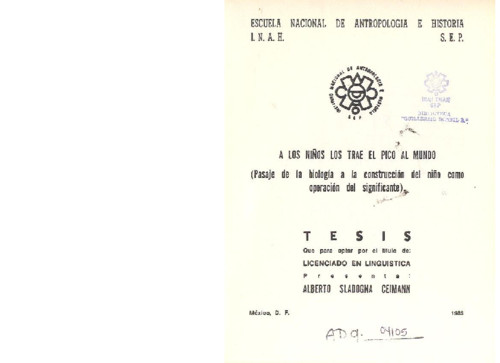 ESCUELA NACIONAL DE ANTROPOLOGIA E HISTORIA
I. N. A. H. S. E. P.
A LOS NIÑOS LOS TRAE EL PICO AL MUNDO
(Pasaje de la biología a la construcción del niño como
operación del significante)
TESIS
Que para optar por el título de:
LICENCIADO EN LINGUISTICA
Presenta:
ALBERTO SLADOGNA CEIMANN
México, D. F.
ADQ. 04105